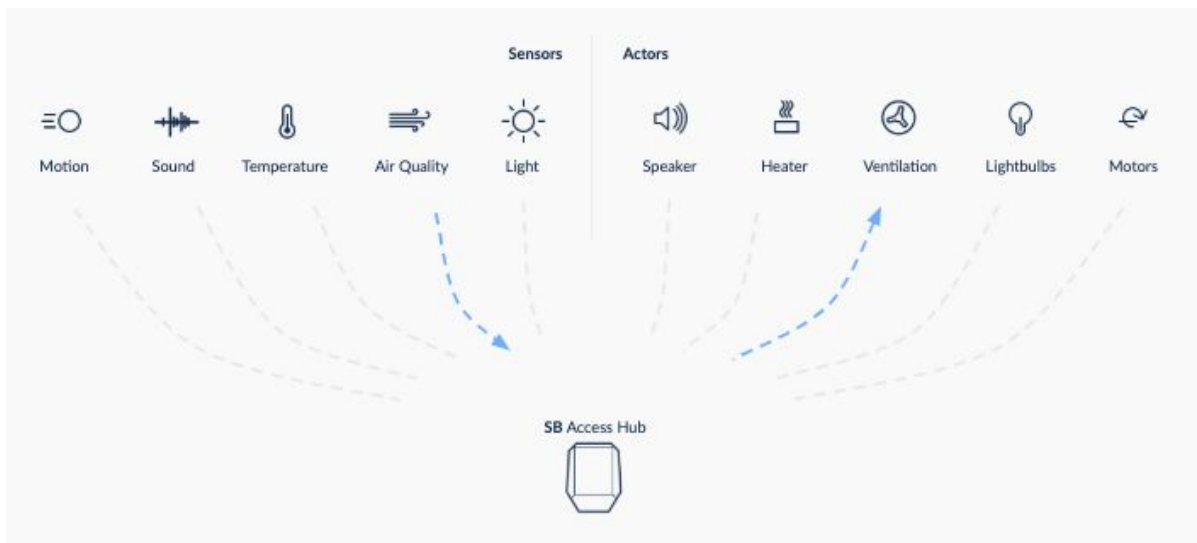 Sensors Actors
Motion Sound Temperature Air Quality Light Speaker Heater Ventilation Lightbulbs Motors
SB Access Hub